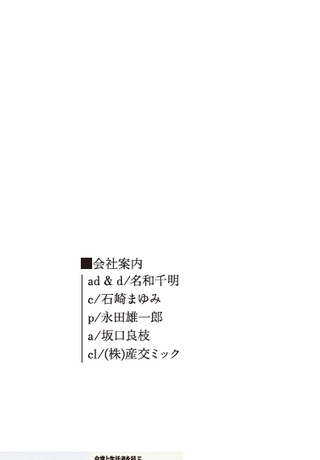 ■会社案内
ad & d/名和千明
c/石崎まゆみ
p/永田雄一郎
a/坂口良枝
cl/(株)産交ミック